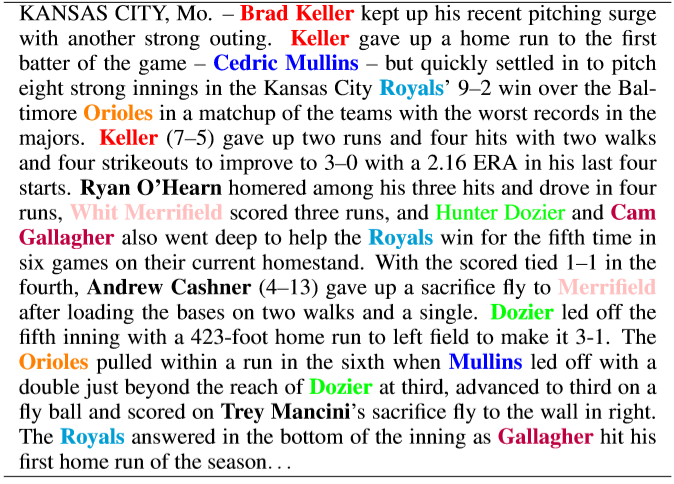 KANSAS CITY, Mo. – Brad Keller kept up his recent pitching surge
with another strong outing. Keller gave up a home run to the first
batter of the game – Cedric Mullins – but quickly settled in to pitch
eight strong innings in the Kansas City Royals’ 9–2 win over the Bal-
timore Orioles in a matchup of the teams with the worst records in the
majors. Keller (7–5) gave up two runs and four hits with two walks
and four strikeouts to improve to 3–0 with a 2.16 ERA in his last four
starts. Ryan O’Hearn homered among his three hits and drove in four
runs, Whit Merrifield scored three runs, and Hunter Dozier and Cam
Gallagher also went deep to help the Royals win for the fifth time in
six games on their current homestand. With the scored tied 1–1 in the
fourth, Andrew Cashner (4–13) gave up a sacrifice fly to Merrifield
after loading the bases on two walks and a single. Dozier led off the
fifth inning with a 423-foot home run to left field to make it 3-1. The
Orioles pulled within a run in the sixth when Mullins led off with a
double just beyond the reach of Dozier at third, advanced to third on a
fly ball and scored on Trey Mancini’s sacrifice fly to the wall in right.
The Royals answered in the bottom of the inning as Gallagher hit his
first home run of the season...